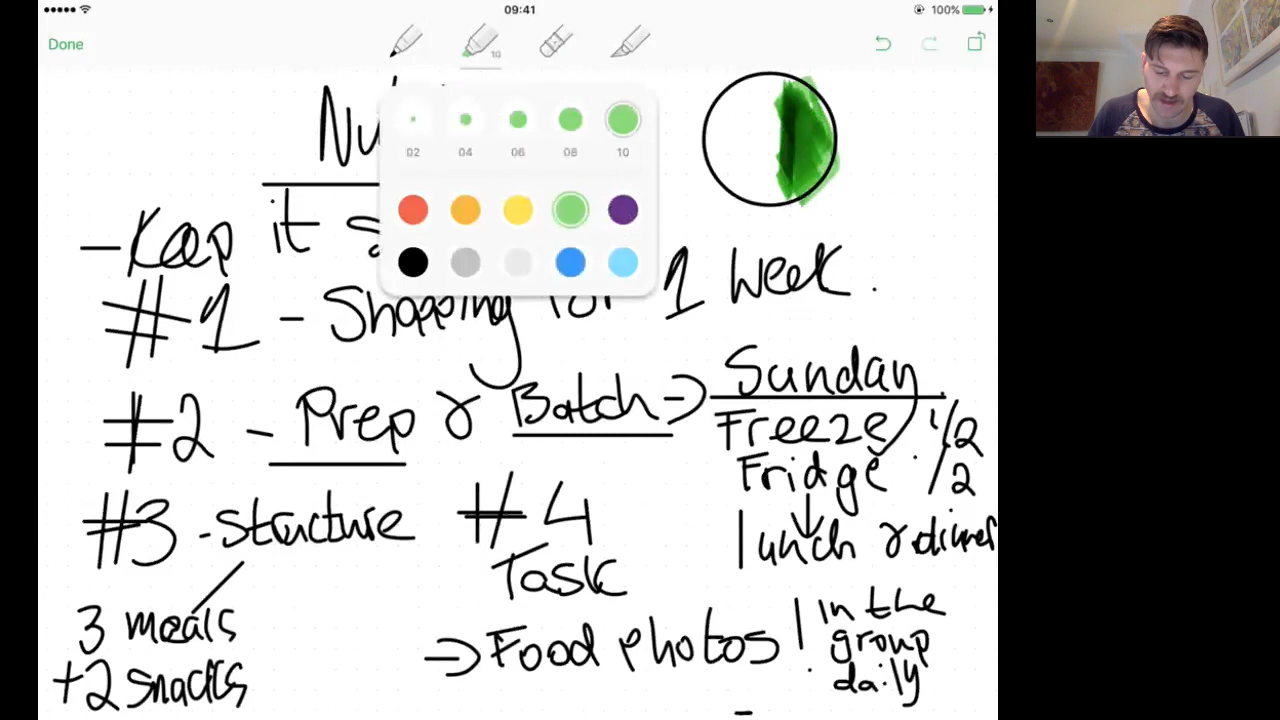 09:41
100%
Done
10
02 04 06 08 10
Nu
- Keep it s
#1 - Shopping for 1 week.
#2 - Prep & Batch => Sunday
Freeze 1/2
Fridge 1/2
lunch & dinner
#3 - structure
3 meals
+2 snacks
#4
Task
=> Food photos! in the
group
daily